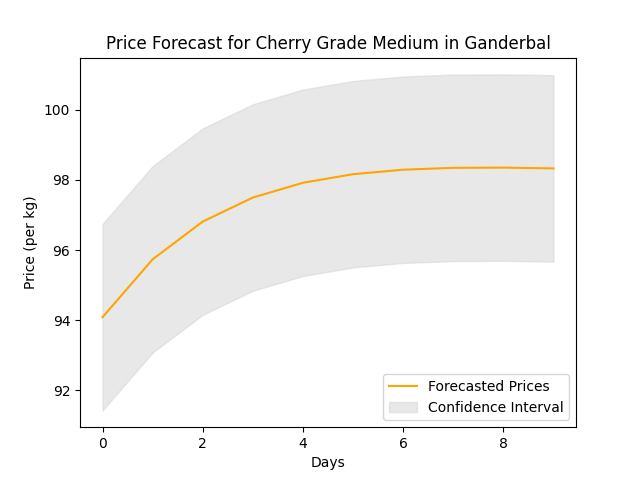 Price Forecast for Cherry Grade Medium in Ganderbal
Price (per kg)
100
98
96
94
92
0 2 4 6 8
Days
Forecasted Prices
Confidence Interval